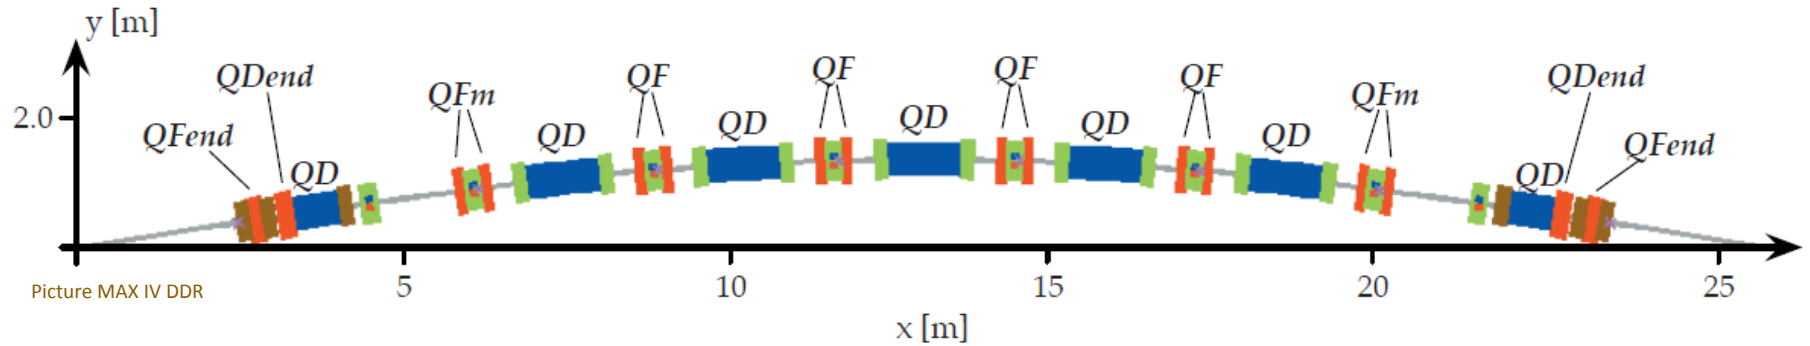 y [m]
QDend QFm QF QF QF QF QFm QDend
2.0 QFend QD QD QD QD QD QD QD QFend
5 10 15 20 25
Picture MAX IV DDR
x [m]